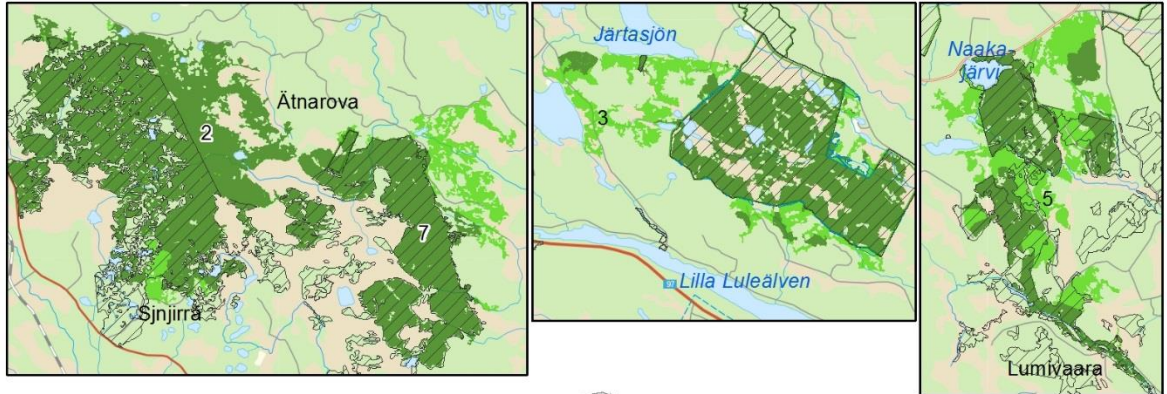 Ätnarova
2
7
Sjnjirra
Järtasjön
3
Lilla Luleälven
Naaka-
järvi
5
Lumivaara